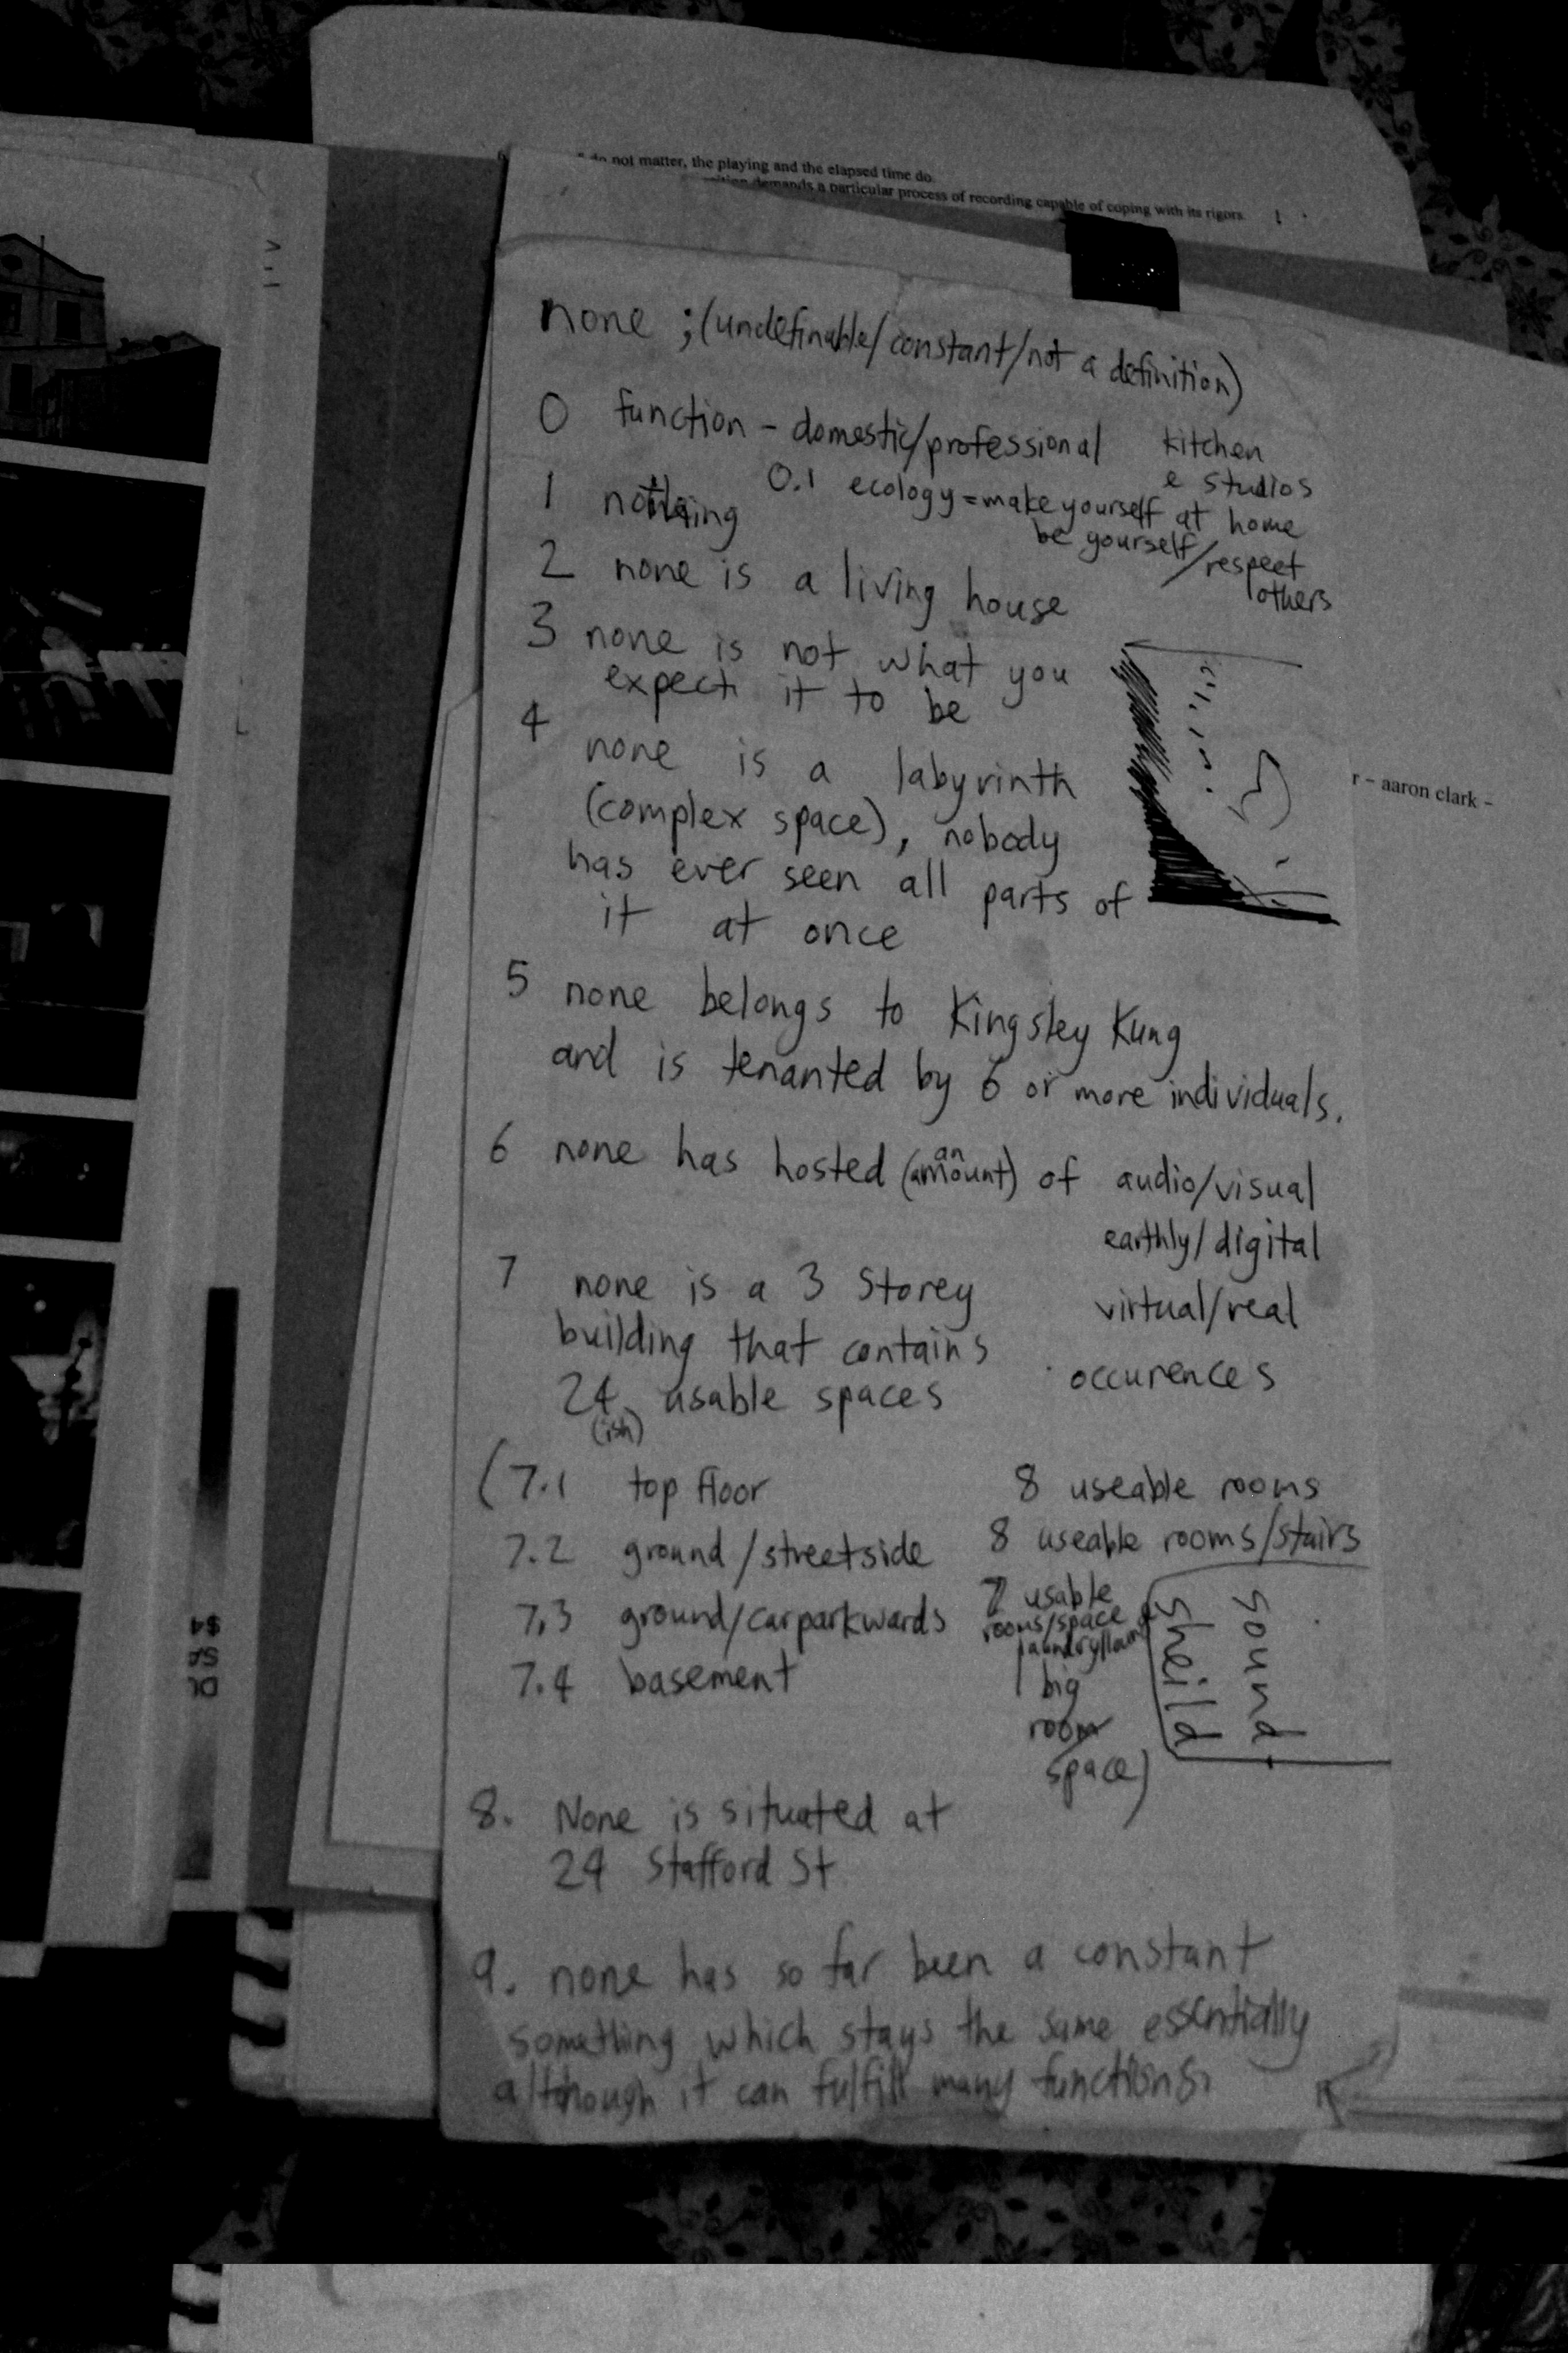 do not matter, the playing and the elapsed time do
demands a particular process of recording capable of coping with its rigors.
none ;(undefinable/constant/not a definition)
0 function - domestic/professional kitchen
e studios
0.1 ecology = make yourself at home
be yourself/respect
others
1 nothing
2 none is a living house
3 none is not what you
expect it to be
4 none is a labyrinth
(complex space), nobody
has ever seen all parts of
it at once
r – aaron clark –
5 none belongs to Kingsley Kung
and is tenanted by 6 or more individuals.
6 none has hosted (an amount) of audio/visual
earthly/digital
virtual/real
occurences
7 none is a 3 Storey
building that contains
24 usable spaces
(ish)
(7.1 top floor 8 useable rooms
7.2 ground/streetside 8 useable rooms/stairs
7.3 ground/carparkwards 7 usable
rooms/space
7.4 basement 1 big
room
space)
sound
sheild
8. None is situated at
24 Stafford St
9. none has so far been a constant
something which stays the same essentially
although it can fulfill many functions.